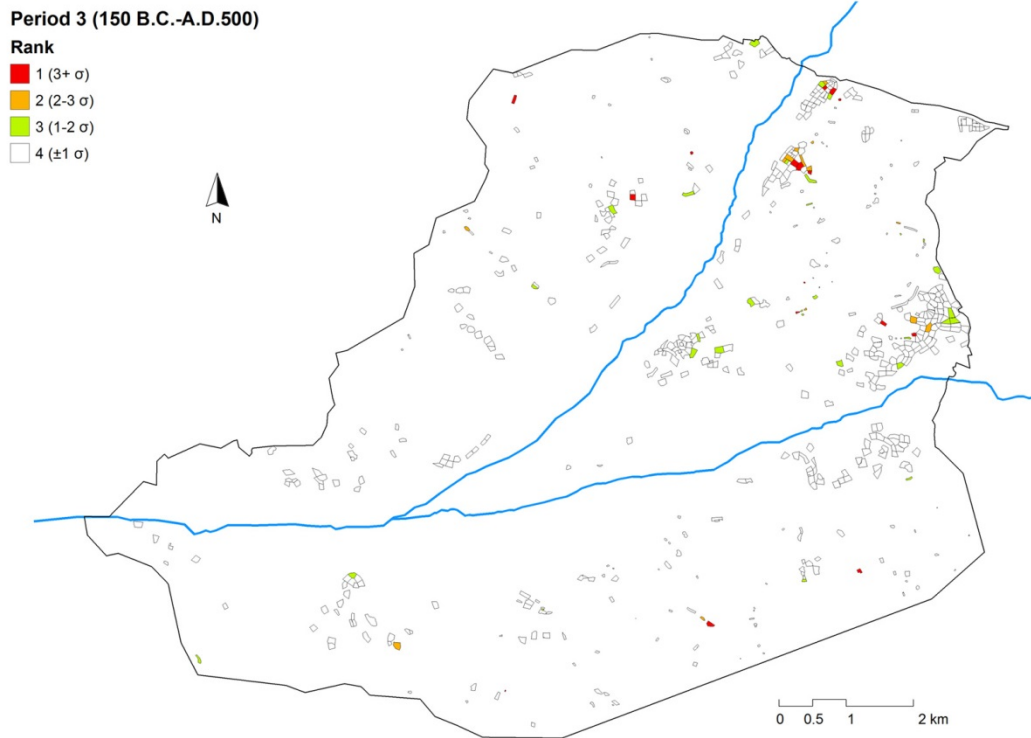 Period 3 (150 B.C.-A.D.500)
Rank
1 (3+ σ)
2 (2-3 σ)
3 (1-2 σ)
4 (±1 σ)
N
0 0.5 1 2 km